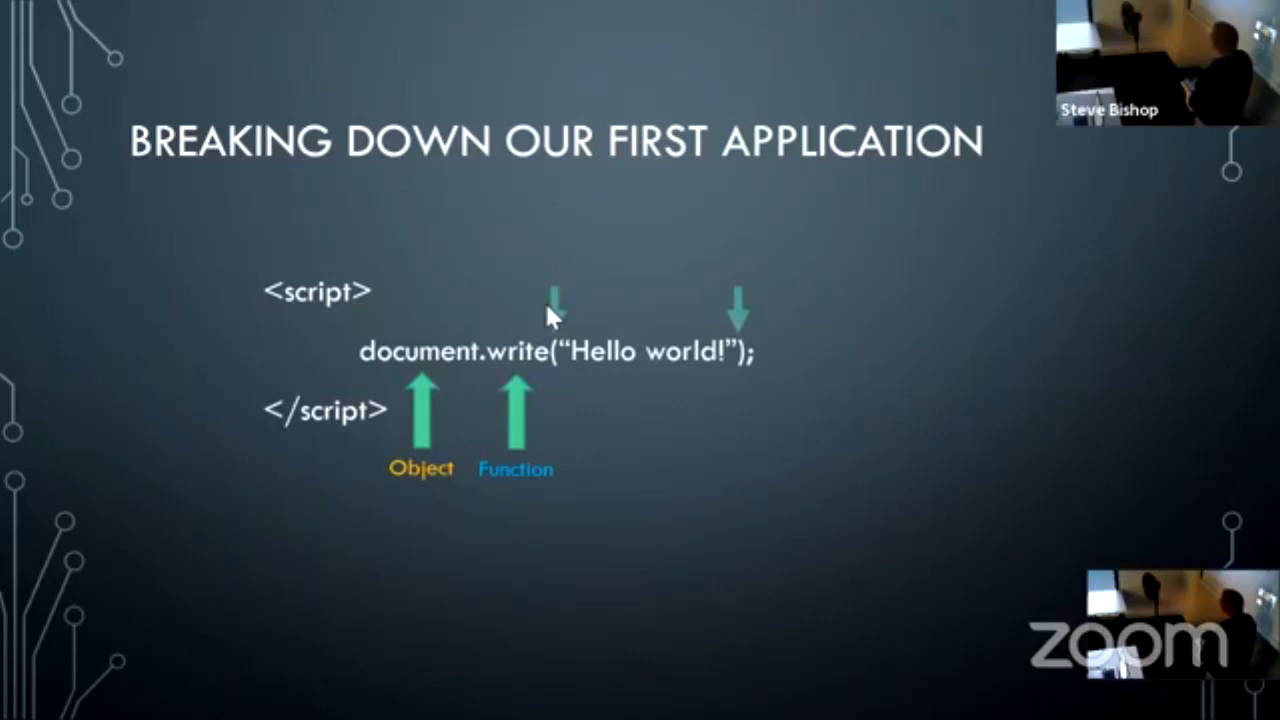 Steve Bishop
BREAKING DOWN OUR FIRST APPLICATION
<script>
document.write(“Hello world!”);
</script>
Object Function
zoom